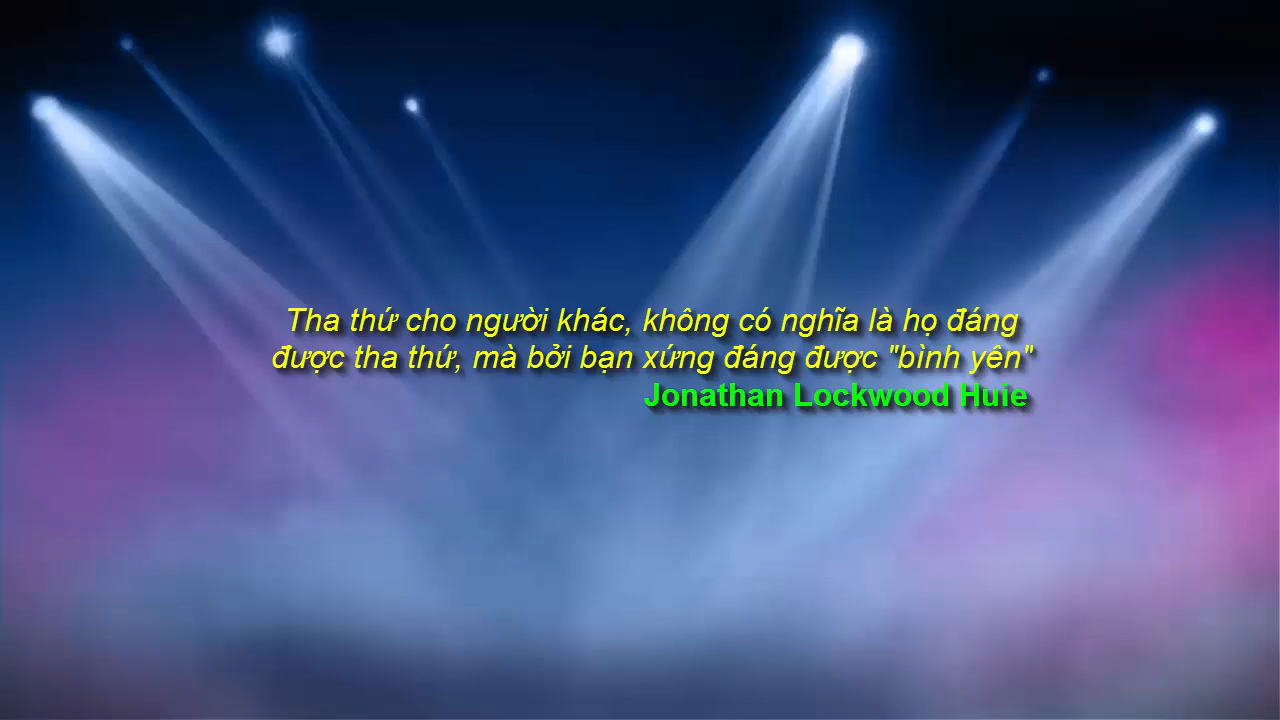 Tha thứ cho người khác, không có nghĩa là họ đáng
được tha thứ, mà bởi bạn xứng đáng được "bình yên"
Jonathan Lockwood Huie